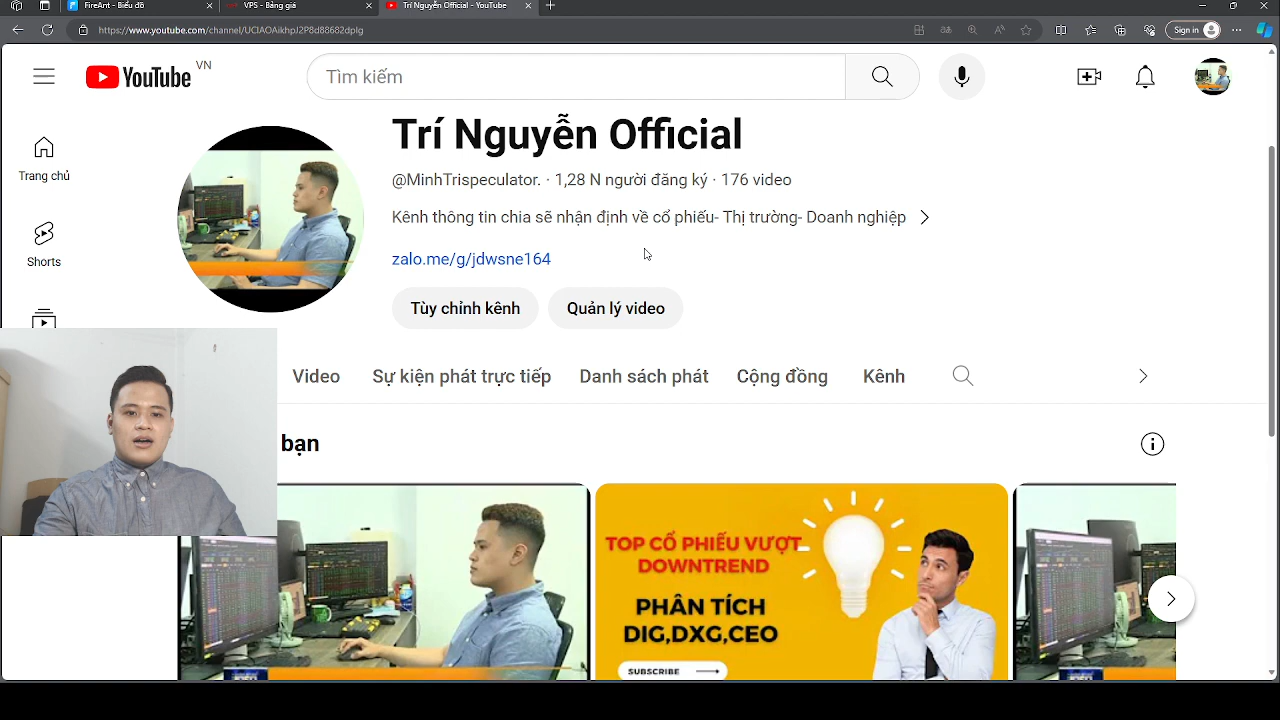 FireAnt - Biểu đồ
VPS - Bảng giá
Trí Nguyễn Official - YouTube
https://www.youtube.com/channel/UClAOAikhpJ2P8d88682dpIg
Sign in
YouTube VN
Tìm kiếm
Trang chủ
Shorts
Trí Nguyễn Official
@MinhTrispeculator. · 1,28 N người đăng ký · 176 video
Kênh thông tin chia sẽ nhận định về cổ phiếu- Thị trường- Doanh nghiệp
zalo.me/g/jdwsne164
Tùy chỉnh kênh
Quản lý video
Video
Sự kiện phát trực tiếp
Danh sách phát
Cộng đồng
Kênh
bạn
TOP CỔ PHIẾU VƯỢT
DOWNTREND
PHÂN TÍCH
DIG,DXG,CEO
SUBSCRIBE